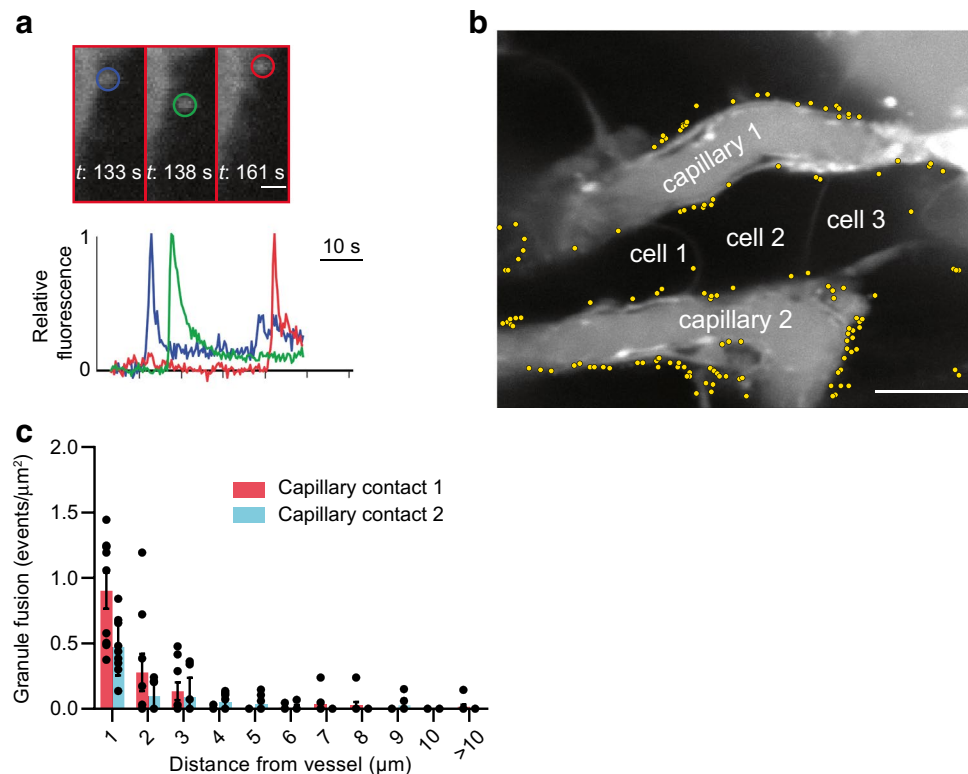 a
t: 133 s
t: 138 s
t: 161 s
Relative
fluorescence
1
0
10 s
b
capillary 1
cell 1
cell 2
cell 3
capillary 2
c
Granule fusion (events/µm²)
2.0
1.5
1.0
0.5
0.0
Capillary contact 1
Capillary contact 2
1
2
3
4
5
6
7
8
9
10
>10
Distance from vessel (µm)